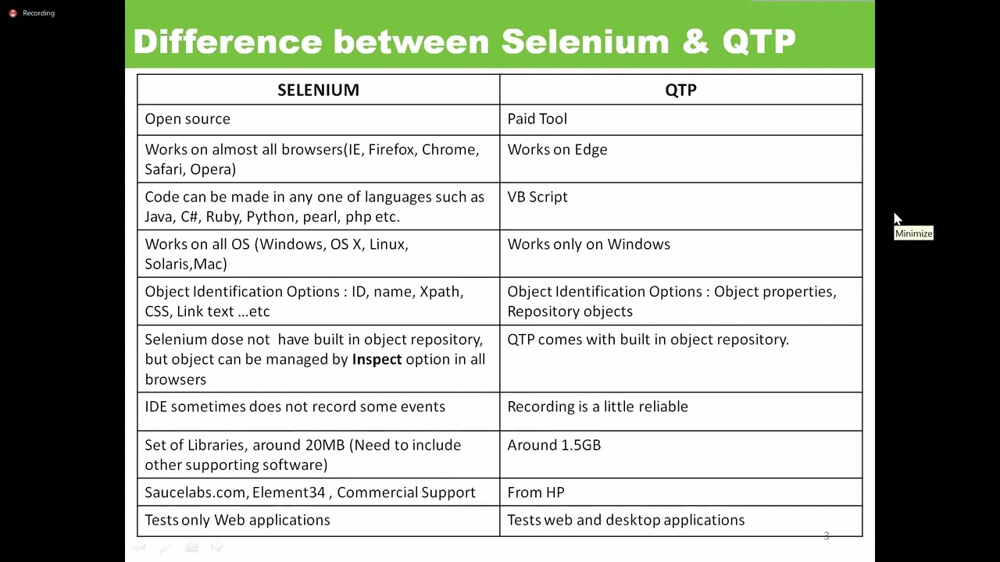 Recording
Difference between Selenium & QTP
SELENIUM
QTP
Open source
Paid Tool
Works on almost all browsers(IE, Firefox, Chrome,
Safari, Opera)
Works on Edge
Code can be made in any one of languages such as
Java, C#, Ruby, Python, pearl, php etc.
VB Script
Works on all OS (Windows, OS X, Linux,
Solaris,Mac)
Works only on Windows
Object Identification Options : ID, name, Xpath,
CSS, Link text ...etc
Object Identification Options : Object properties,
Repository objects
Selenium dose not have built in object repository,
but object can be managed by Inspect option in all
browsers
QTP comes with built in object repository.
IDE sometimes does not record some events
Recording is a little reliable
Set of Libraries, around 20MB (Need to include
other supporting software)
Around 1.5GB
Saucelabs.com, Element34 , Commercial Support
From HP
Tests only Web applications
Tests web and desktop applications
3
Minimize